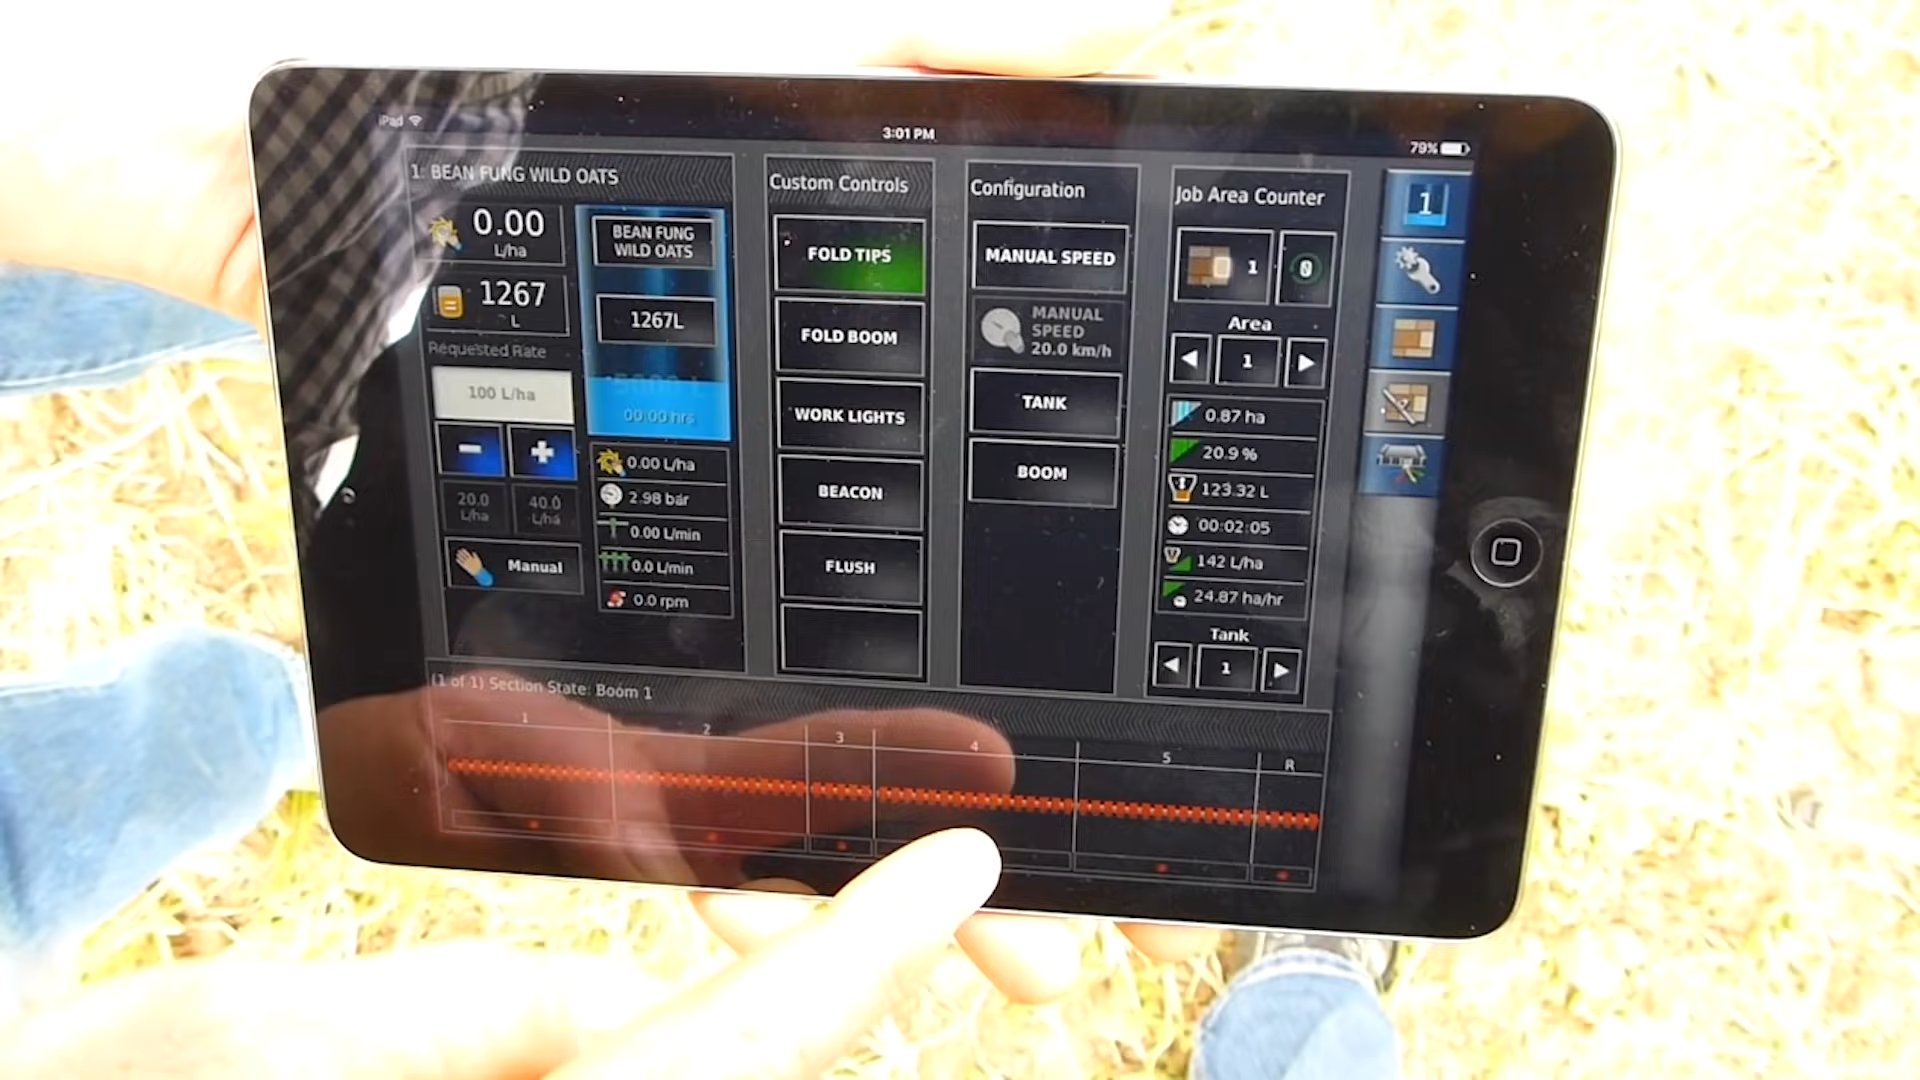 iPad
3:01 PM
79%
1: BEAN FUNG WILD OATS
0.00
L/ha
1267
L
Requested Rate
100 L/ha
20.0
L/ha
40.0
L/ha
Manual
BEAN FUNG
WILD OATS
1267L
00:00 hrs
0.00 L/ha
2.98 bar
0.00 L/min
0.0 L/min
0.0 rpm
Custom Controls
FOLD TIPS
FOLD BOOM
WORK LIGHTS
BEACON
FLUSH
Configuration
MANUAL SPEED
MANUAL
SPEED
20.0 km/h
TANK
BOOM
Job Area Counter
1
0
Area
1
0.87 ha
20.9 %
123.32 L
00:02:05
142 L/ha
24.87 ha/hr
Tank
1
1
(1 of 1) Section State: Boom 1
1 2 3 4 5 R